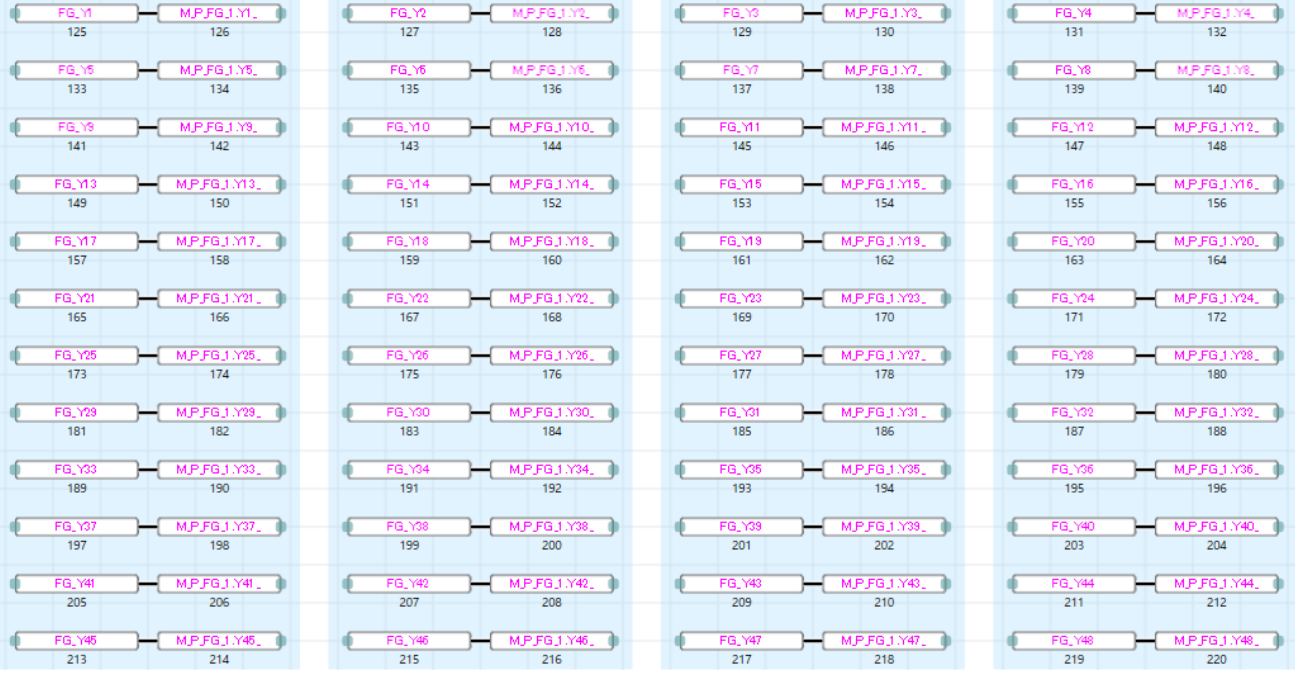 FG_Y1 M_P_FG_1.Y1_ FG_Y2 M_P_FG_1.Y2_ FG_Y3 M_P_FG_1.Y3_ FG_Y4 M_P_FG_1.Y4_
125 126 127 128 129 130 131 132
FG_Y5 M_P_FG_1.Y5_ FG_Y6 M_P_FG_1.Y6_ FG_Y7 M_P_FG_1.Y7_ FG_Y8 M_P_FG_1.Y8_
133 134 135 136 137 138 139 140
FG_Y9 M_P_FG_1.Y9_ FG_Y10 M_P_FG_1.Y10_ FG_Y11 M_P_FG_1.Y11_ FG_Y12 M_P_FG_1.Y12_
141 142 143 144 145 146 147 148
FG_Y13 M_P_FG_1.Y13_ FG_Y14 M_P_FG_1.Y14_ FG_Y15 M_P_FG_1.Y15_ FG_Y16 M_P_FG_1.Y16_
149 150 151 152 153 154 155 156
FG_Y17 M_P_FG_1.Y17_ FG_Y18 M_P_FG_1.Y18_ FG_Y19 M_P_FG_1.Y19_ FG_Y20 M_P_FG_1.Y20_
157 158 159 160 161 162 163 164
FG_Y21 M_P_FG_1.Y21_ FG_Y22 M_P_FG_1.Y22_ FG_Y23 M_P_FG_1.Y23_ FG_Y24 M_P_FG_1.Y24_
165 166 167 168 169 170 171 172
FG_Y25 M_P_FG_1.Y25_ FG_Y26 M_P_FG_1.Y26_ FG_Y27 M_P_FG_1.Y27_ FG_Y28 M_P_FG_1.Y28_
173 174 175 176 177 178 179 180
FG_Y29 M_P_FG_1.Y29_ FG_Y30 M_P_FG_1.Y30_ FG_Y31 M_P_FG_1.Y31_ FG_Y32 M_P_FG_1.Y32_
181 182 183 184 185 186 187 188
FG_Y33 M_P_FG_1.Y33_ FG_Y34 M_P_FG_1.Y34_ FG_Y35 M_P_FG_1.Y35_ FG_Y36 M_P_FG_1.Y36_
189 190 191 192 193 194 195 196
FG_Y37 M_P_FG_1.Y37_ FG_Y38 M_P_FG_1.Y38_ FG_Y39 M_P_FG_1.Y39_ FG_Y40 M_P_FG_1.Y40_
197 198 199 200 201 202 203 204
FG_Y41 M_P_FG_1.Y41_ FG_Y42 M_P_FG_1.Y42_ FG_Y43 M_P_FG_1.Y43_ FG_Y44 M_P_FG_1.Y44_
205 206 207 208 209 210 211 212
FG_Y45 M_P_FG_1.Y45_ FG_Y46 M_P_FG_1.Y46_ FG_Y47 M_P_FG_1.Y47_ FG_Y48 M_P_FG_1.Y48_
213 214 215 216 217 218 219 220